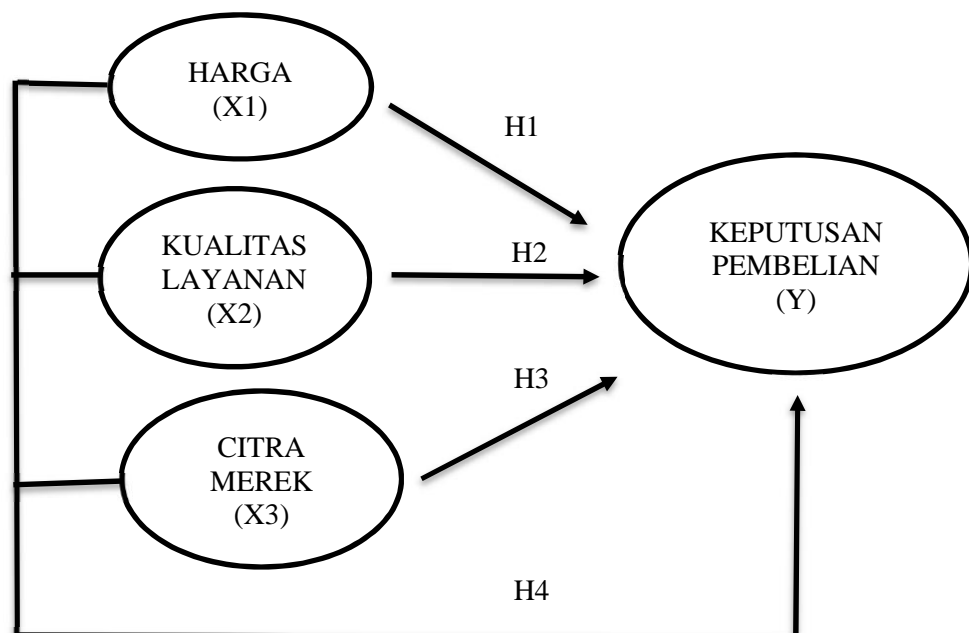 HARGA
(X1)
H1
KUALITAS
LAYANAN
(X2)
H2
KEPUTUSAN
PEMBELIAN
(Y)
H3
CITRA
MEREK
(X3)
H4